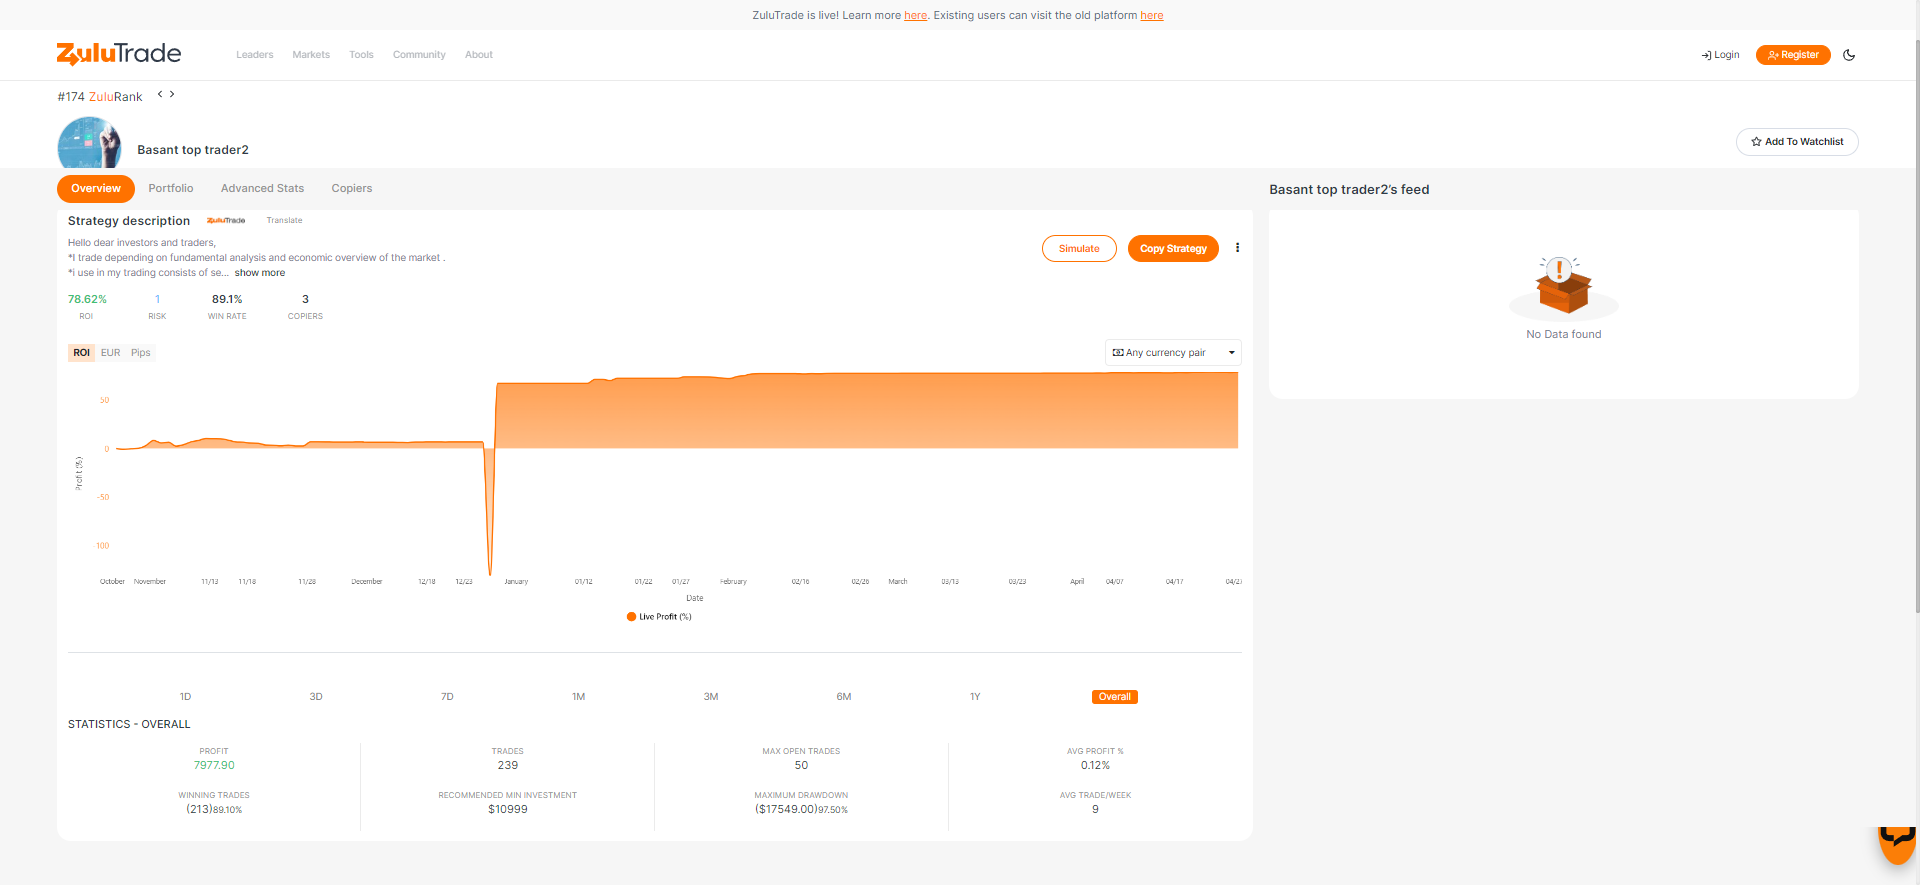 ZuluTrade is live! Learn more here. Existing users can visit the old platform here
ZuluTrade
Leaders Markets Tools Community About
Login
Register
#174 ZuluRank
Basant top trader2
Add To Watchlist
Overview Portfolio Advanced Stats Copiers
Basant top trader2's feed
Strategy description ZuluTrade Translate
Hello dear investors and traders,
*I trade depending on fundamental analysis and economic overview of the market .
*i use in my trading consists of se... show more
Simulate Copy Strategy
No Data found
78.62% 1 89.1% 3
ROI RISK WIN RATE COPIERS
ROI EUR Pips
Any currency pair
50
0
-50
-100
Profit (%)
October November 11/13 11/18 11/28 December 12/18 12/23 January 01/12 01/22 01/27 February 02/16 02/26 March 03/13 03/23 April 04/07 04/17 04/27
Date
Live Profit (%)
1D 3D 7D 1M 3M 6M 1Y Overall
STATISTICS - OVERALL
PROFIT TRADES MAX OPEN TRADES AVG PROFIT %
7977.90 239 50 0.12%
WINNING TRADES RECOMMENDED MIN INVESTMENT MAXIMUM DRAWDOWN AVG TRADE/WEEK
(213)89.10% $10999 ($17549.00)97.50% 9